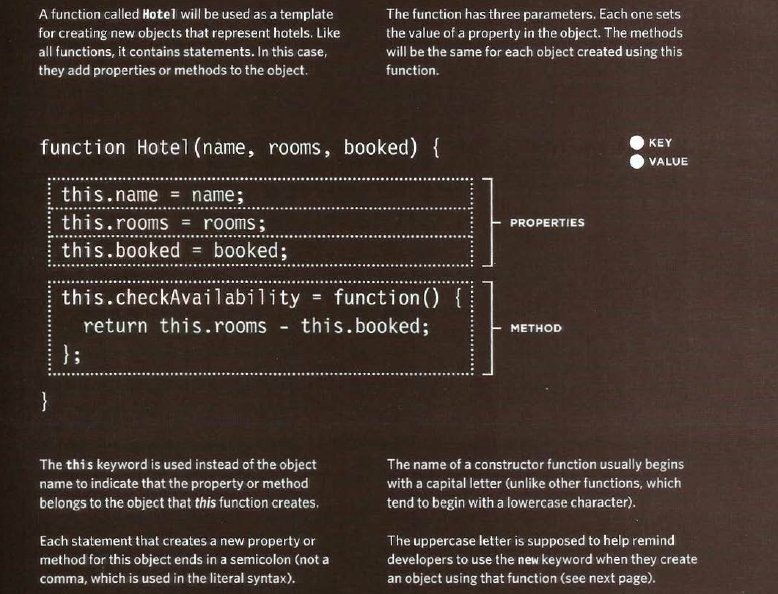 A function called Hotel will be used as a template
for creating new objects that represent hotels. Like
all functions, it contains statements. In this case,
they add properties or methods to the object.
The function has three parameters. Each one sets
the value of a property in the object. The methods
will be the same for each object created using this
function.
function Hotel(name, rooms, booked) {
KEY
VALUE
this.name = name;
this.rooms = rooms;
this.booked = booked;
PROPERTIES
this.checkAvailability = function() {
return this.rooms - this.booked;
};
METHOD
}
The this keyword is used instead of the object
name to indicate that the property or method
belongs to the object that this function creates.
Each statement that creates a new property or
method for this object ends in a semicolon (not a
comma, which is used in the literal syntax).
The name of a constructor function usually begins
with a capital letter (unlike other functions, which
tend to begin with a lowercase character).
The uppercase letter is supposed to help remind
developers to use the new keyword when they create
an object using that function (see next page).